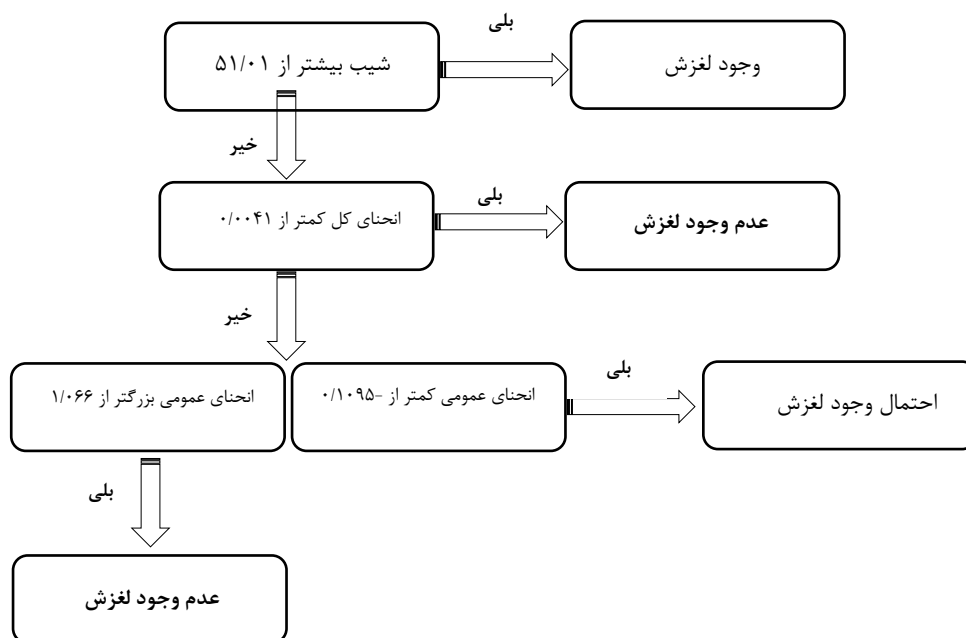 بلی
شیب بیشتر از ۵۱/۰۱
وجود لغزش
خیر
انحنای کل کمتر از ۰/۰۰۴۱
بلی
عدم وجود لغزش
خیر
انحنای عمومی کمتر از -۰/۱۰۹۵
بلی
احتمال وجود لغزش
انحنای عمومی بزرگتر از ۱/۰۶۶
بلی
عدم وجود لغزش